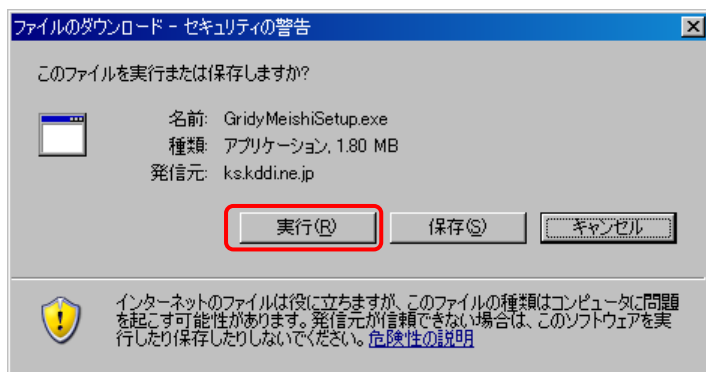 ファイルのダウンロード - セキュリティの警告
このファイルを実行または保存しますか?
名前: GridyMeishiSetup.exe
種類: アプリケーション, 1.80 MB
発信元: ks.kddi.ne.jp
実行(R) 保存(S) キャンセル
インターネットのファイルは役に立ちますが、このファイルの種類はコンピュータに問題
を起こす可能性があります。発信元が信頼できない場合は、このソフトウェアを実
行したり保存したりしないでください。危険性の説明